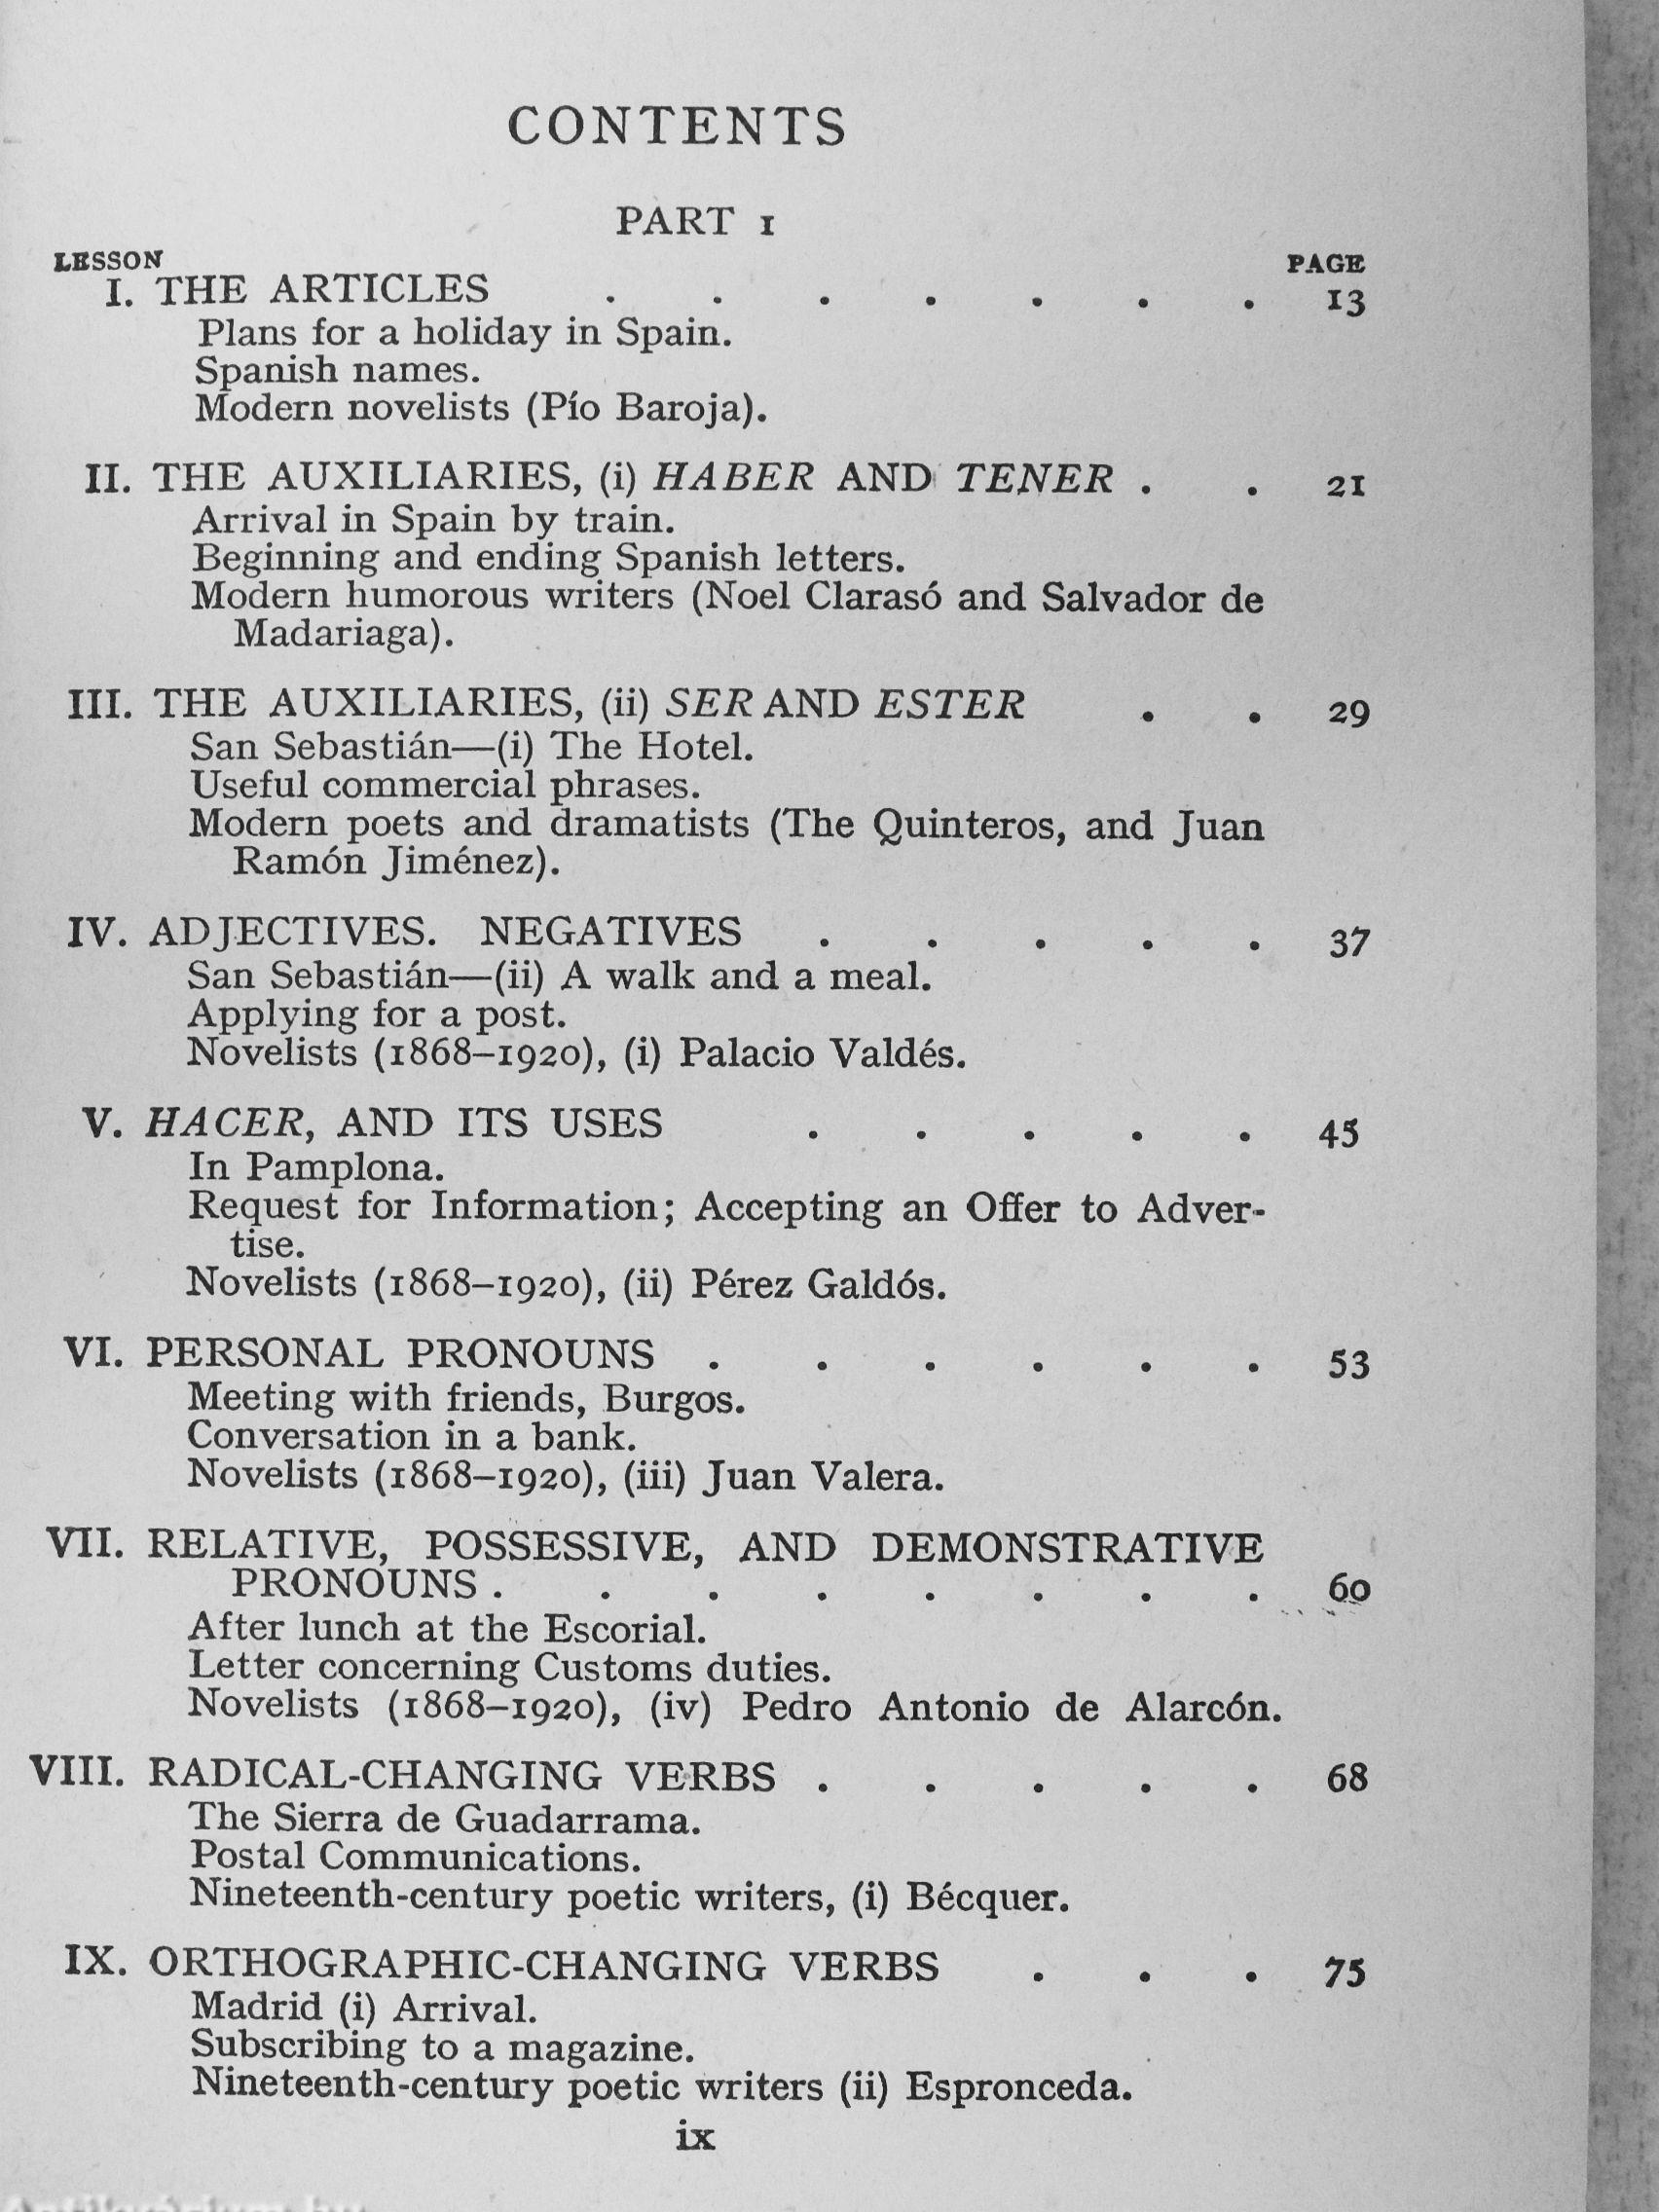 CONTENTS
PART I
LESSON PAGE
I. THE ARTICLES . . . . . . . 13
Plans for a holiday in Spain.
Spanish names.
Modern novelists (Pío Baroja).
II. THE AUXILIARIES, (i) HABER AND TENER . . 21
Arrival in Spain by train.
Beginning and ending Spanish letters.
Modern humorous writers (Noel Clarasó and Salvador de
Madariaga).
III. THE AUXILIARIES, (ii) SER AND ESTER . . 29
San Sebastián—(i) The Hotel.
Useful commercial phrases.
Modern poets and dramatists (The Quinteros, and Juan
Ramón Jiménez).
IV. ADJECTIVES. NEGATIVES . . . . . 37
San Sebastián—(ii) A walk and a meal.
Applying for a post.
Novelists (1868–1920), (i) Palacio Valdés.
V. HACER, AND ITS USES . . . . . 45
In Pamplona.
Request for Information; Accepting an Offer to Adver-
tise.
Novelists (1868–1920), (ii) Pérez Galdós.
VI. PERSONAL PRONOUNS . . . . . . 53
Meeting with friends, Burgos.
Conversation in a bank.
Novelists (1868–1920), (iii) Juan Valera.
VII. RELATIVE, POSSESSIVE, AND DEMONSTRATIVE
PRONOUNS . . . . . . . . 60
After lunch at the Escorial.
Letter concerning Customs duties.
Novelists (1868–1920), (iv) Pedro Antonio de Alarcón.
VIII. RADICAL-CHANGING VERBS . . . . . 68
The Sierra de Guadarrama.
Postal Communications.
Nineteenth-century poetic writers, (i) Bécquer.
IX. ORTHOGRAPHIC-CHANGING VERBS . . . 75
Madrid (i) Arrival.
Subscribing to a magazine.
Nineteenth-century poetic writers (ii) Espronceda.
ix